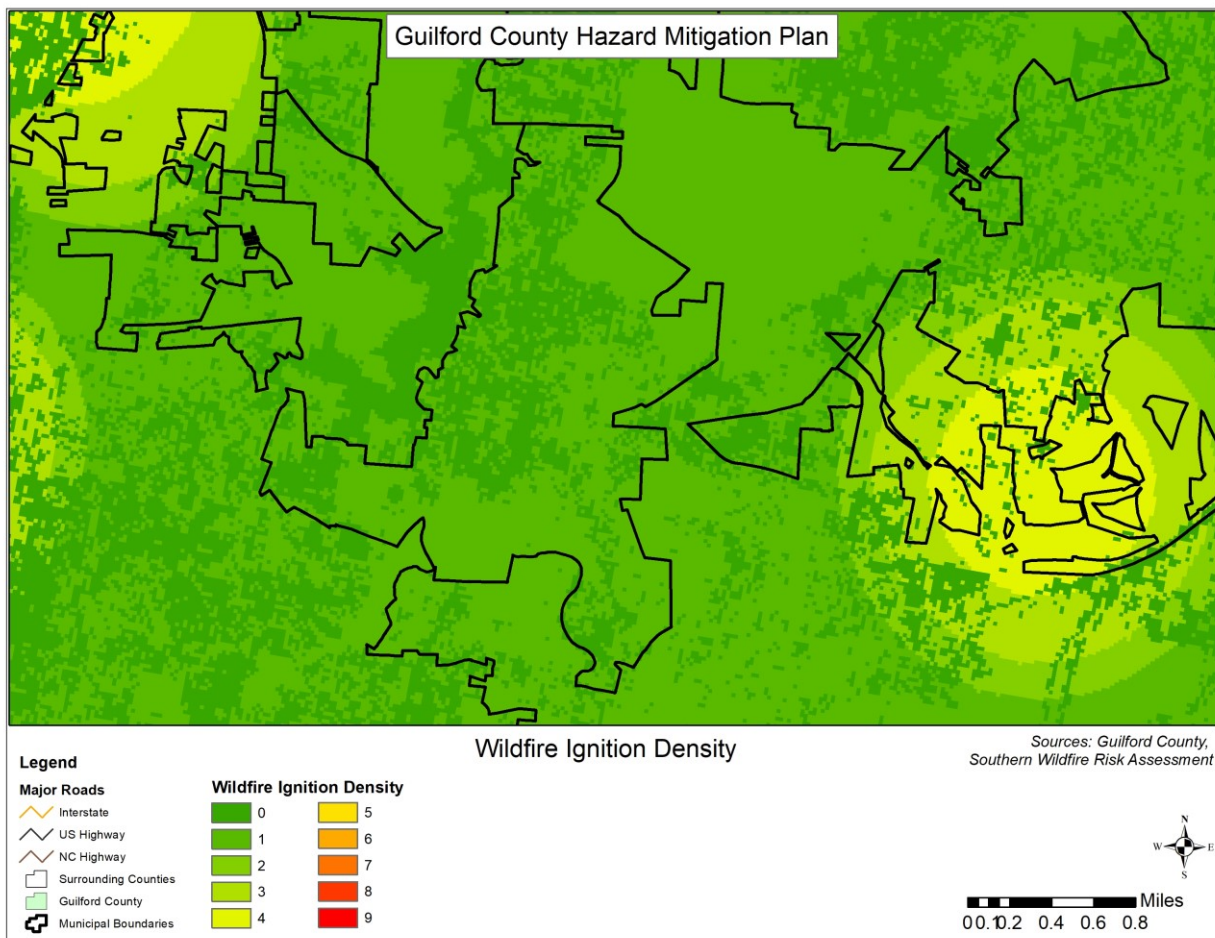 Guilford County Hazard Mitigation Plan
Wildfire Ignition Density
Sources: Guilford County,
Southern Wildfire Risk Assessment
Legend
Major Roads
Interstate
US Highway
NC Highway
Surrounding Counties
Guilford County
Municipal Boundaries
Wildfire Ignition Density
0
1
2
3
4
5
6
7
8
9
N
W E
S
Miles
0 0.1 0.2 0.4 0.6 0.8